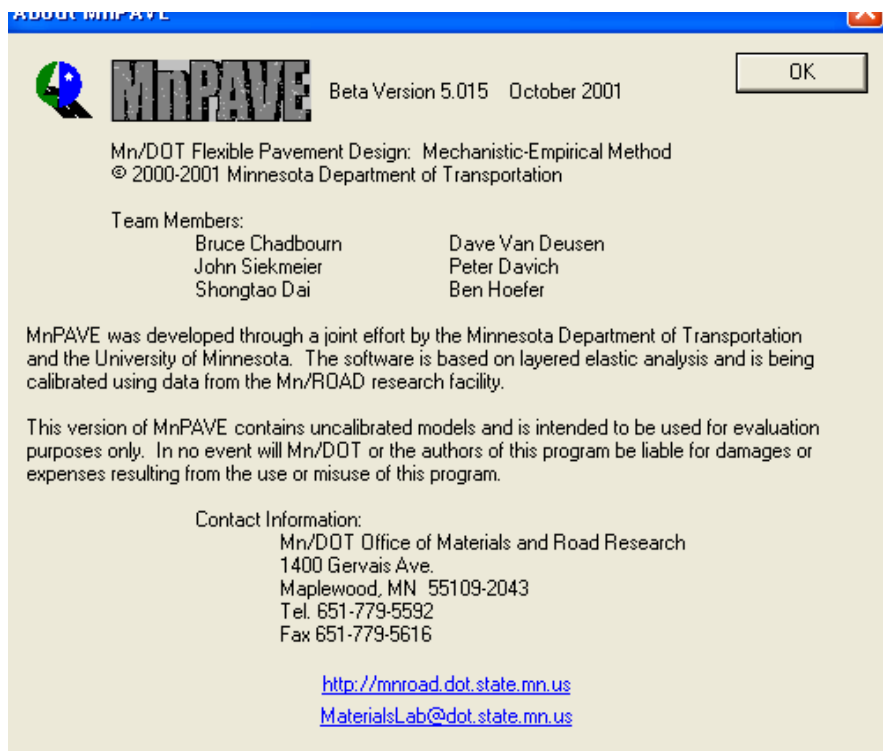 About MnPAVE
OK
MnPAVE Beta Version 5.015 October 2001
Mn/DOT Flexible Pavement Design: Mechanistic-Empirical Method
© 2000-2001 Minnesota Department of Transportation
Team Members:
Bruce Chadbourn Dave Van Deusen
John Siekmeier Peter Davich
Shongtao Dai Ben Hoefer
MnPAVE was developed through a joint effort by the Minnesota Department of Transportation
and the University of Minnesota. The software is based on layered elastic analysis and is being
calibrated using data from the Mn/ROAD research facility.
This version of MnPAVE contains uncalibrated models and is intended to be used for evaluation
purposes only. In no event will Mn/DOT or the authors of this program be liable for damages or
expenses resulting from the use or misuse of this program.
Contact Information:
Mn/DOT Office of Materials and Road Research
1400 Gervais Ave.
Maplewood, MN 55109-2043
Tel. 651-779-5592
Fax 651-779-5616
http://mnroad.dot.state.mn.us
MaterialsLab@dot.state.mn.us